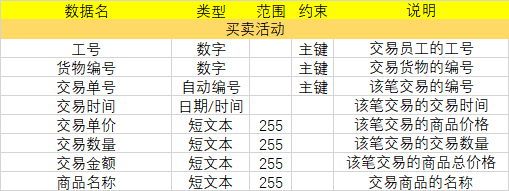 数据名 类型 范围 约束 说明
买卖活动
工号 数字 主键 交易员工的工号
货物编号 数字 主键 交易货物的编号
交易单号 自动编号 主键 该笔交易的编号
交易时间 日期/时间 该笔交易的交易时间
交易单价 短文本 255 该笔交易的商品价格
交易数量 短文本 255 该笔交易的交易数量
交易金额 短文本 255 该笔交易的商品总价格
商品名称 短文本 255 交易商品的名称